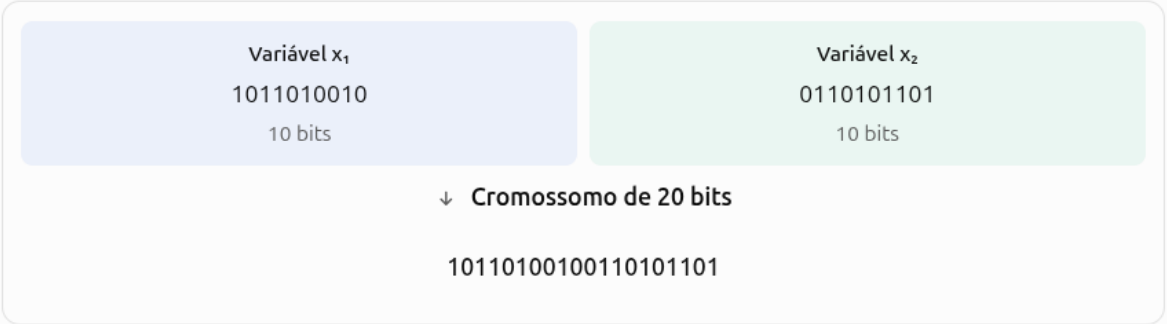 Variável x₁
1011010010
10 bits
Variável x₂
0110101101
10 bits
↓ Cromossomo de 20 bits
10110100100110101101